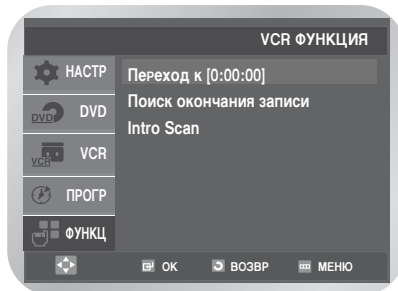 VCR ФУНКЦИЯ
НАСТР
Переход к [0:00:00]
DVD DVD
Поиск окончания записи
Intro Scan
VCR VCR
ПРОГР
ФУНКЦ
ОК ВОЗВР МЕНЮ